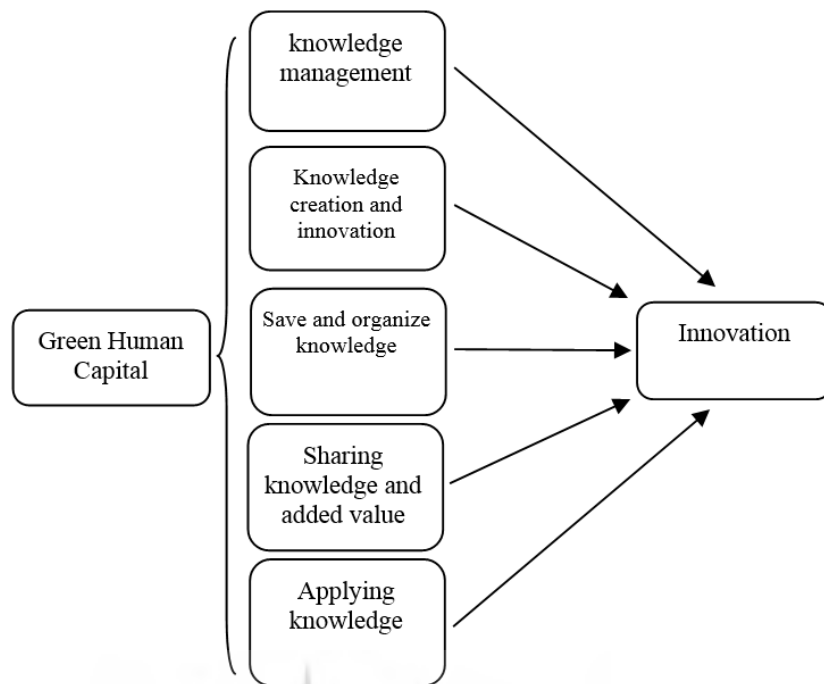 knowledge
management
Knowledge
creation and
innovation
Save and organize
knowledge
Green Human
Capital
Innovation
Sharing
knowledge and
added value
Applying
knowledge